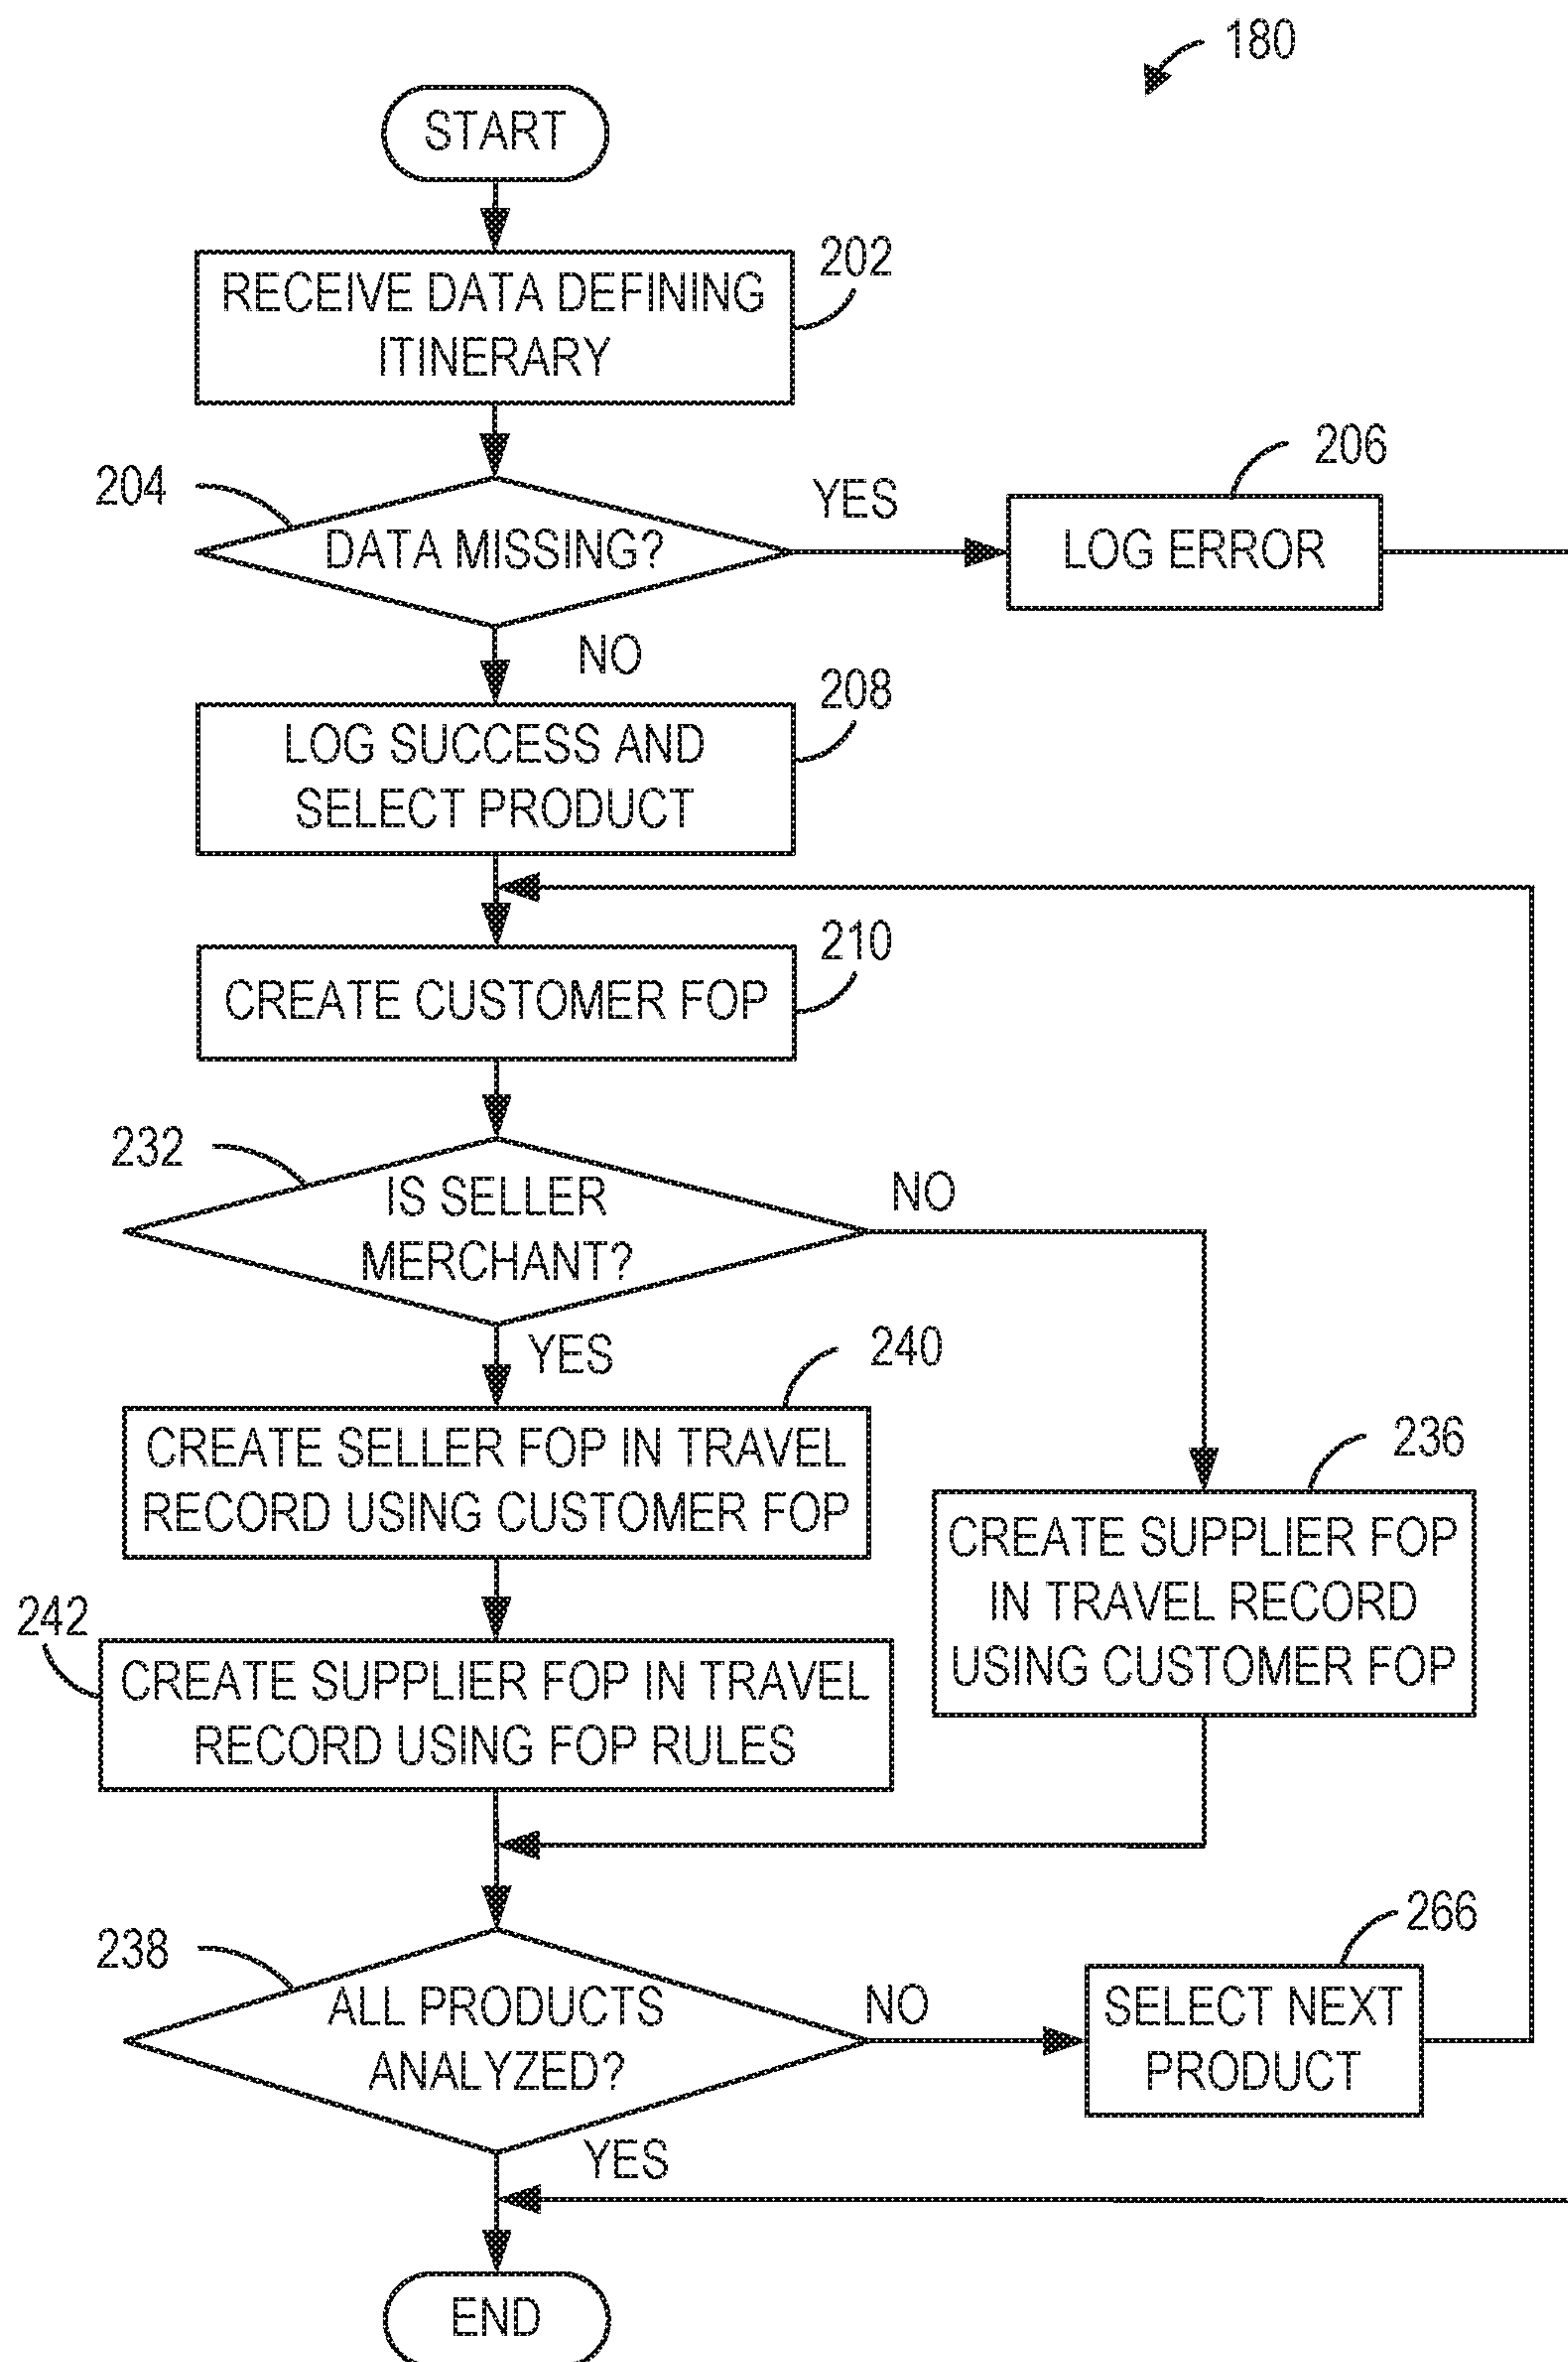 180
START
202
RECEIVE DATA DEFINING
ITINERARY
204
DATA MISSING?
YES
206
LOG ERROR
NO
208
LOG SUCCESS AND
SELECT PRODUCT
210
CREATE CUSTOMER FOP
232
IS SELLER
MERCHANT?
NO
YES
240
CREATE SELLER FOP IN TRAVEL
RECORD USING CUSTOMER FOP
236
CREATE SUPPLIER FOP
IN TRAVEL RECORD
USING CUSTOMER FOP
242
CREATE SUPPLIER FOP IN TRAVEL
RECORD USING FOP RULES
238
ALL PRODUCTS
ANALYZED?
NO
266
SELECT NEXT
PRODUCT
YES
END